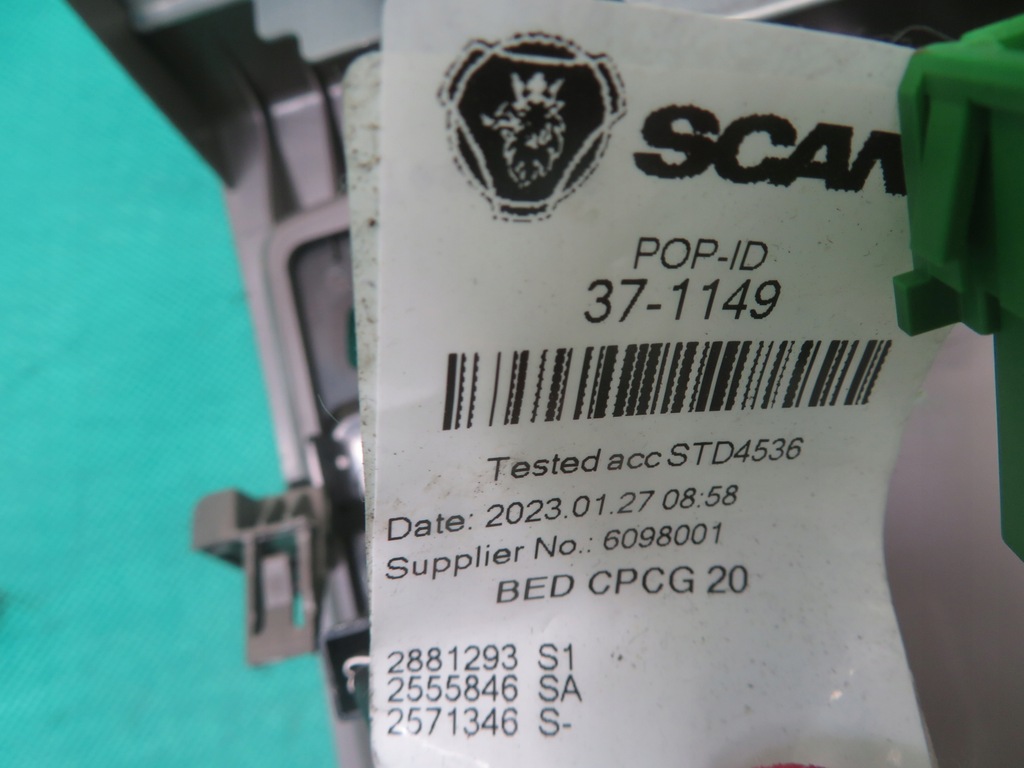 SCAN
POP-ID
37-1149
Tested acc STD4536
Date: 2023.01.27 08:58
Supplier No.: 6098001
BED CPCG 20
2881293 S1
2555846 SA
2571346 S-